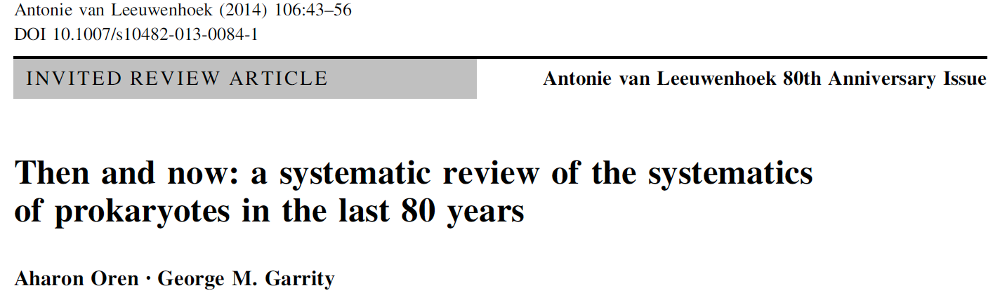 Antonie van Leeuwenhoek (2014) 106:43–56
DOI 10.1007/s10482-013-0084-1
INVITED REVIEW ARTICLE
Antonie van Leeuwenhoek 80th Anniversary Issue
Then and now: a systematic review of the systematics
of prokaryotes in the last 80 years
Aharon Oren · George M. Garrity